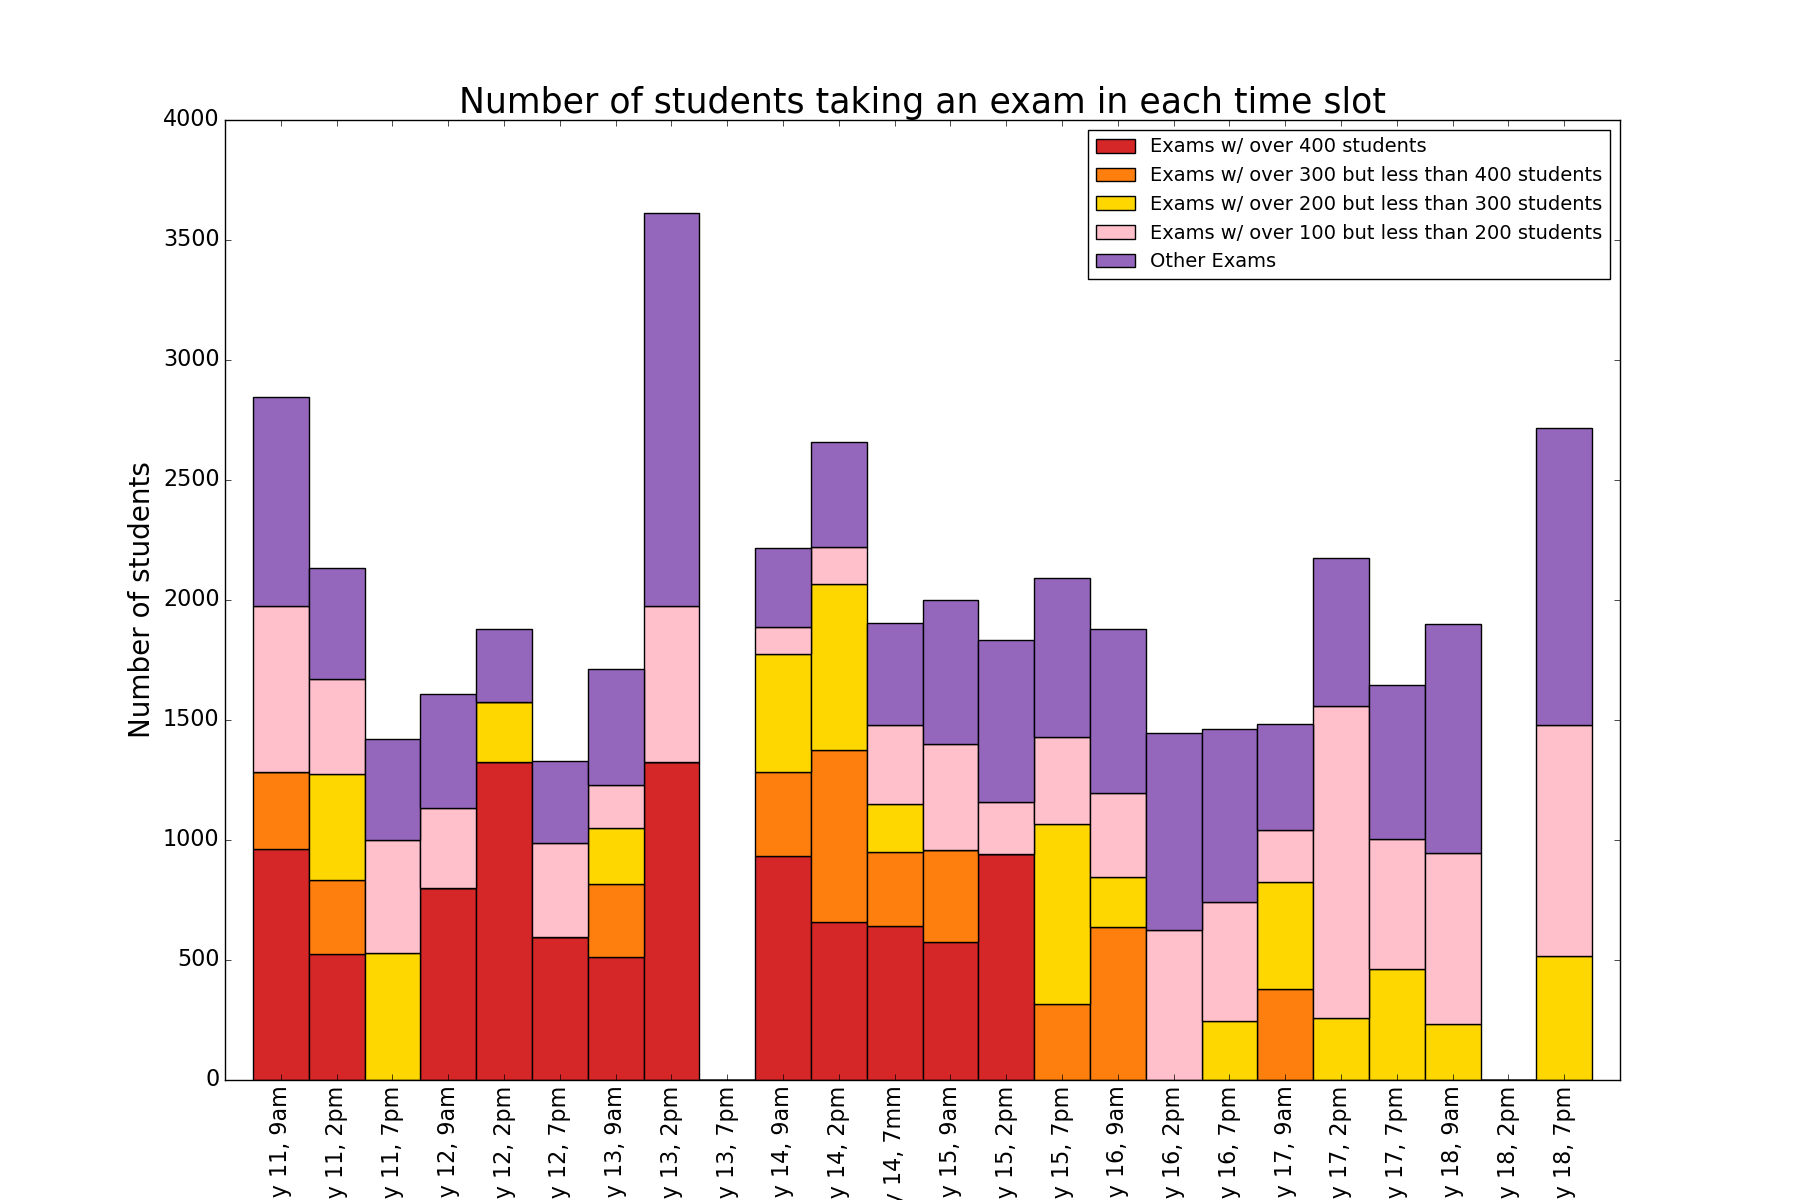 Number of students taking an exam in each time slot
Number of students
4000
3500
3000
2500
2000
1500
1000
500
0
Exams w/ over 400 students
Exams w/ over 300 but less than 400 students
Exams w/ over 200 but less than 300 students
Exams w/ over 100 but less than 200 students
Other Exams
y 11, 9am
y 11, 2pm
y 11, 7pm
y 12, 9am
y 12, 2pm
y 12, 7pm
y 13, 9am
y 13, 2pm
y 13, 7pm
y 14, 9am
y 14, 2pm
y 14, 7mm
y 15, 9am
y 15, 2pm
y 15, 7pm
y 16, 9am
y 16, 2pm
y 16, 7pm
y 17, 9am
y 17, 2pm
y 17, 7pm
y 18, 9am
y 18, 2pm
y 18, 7pm